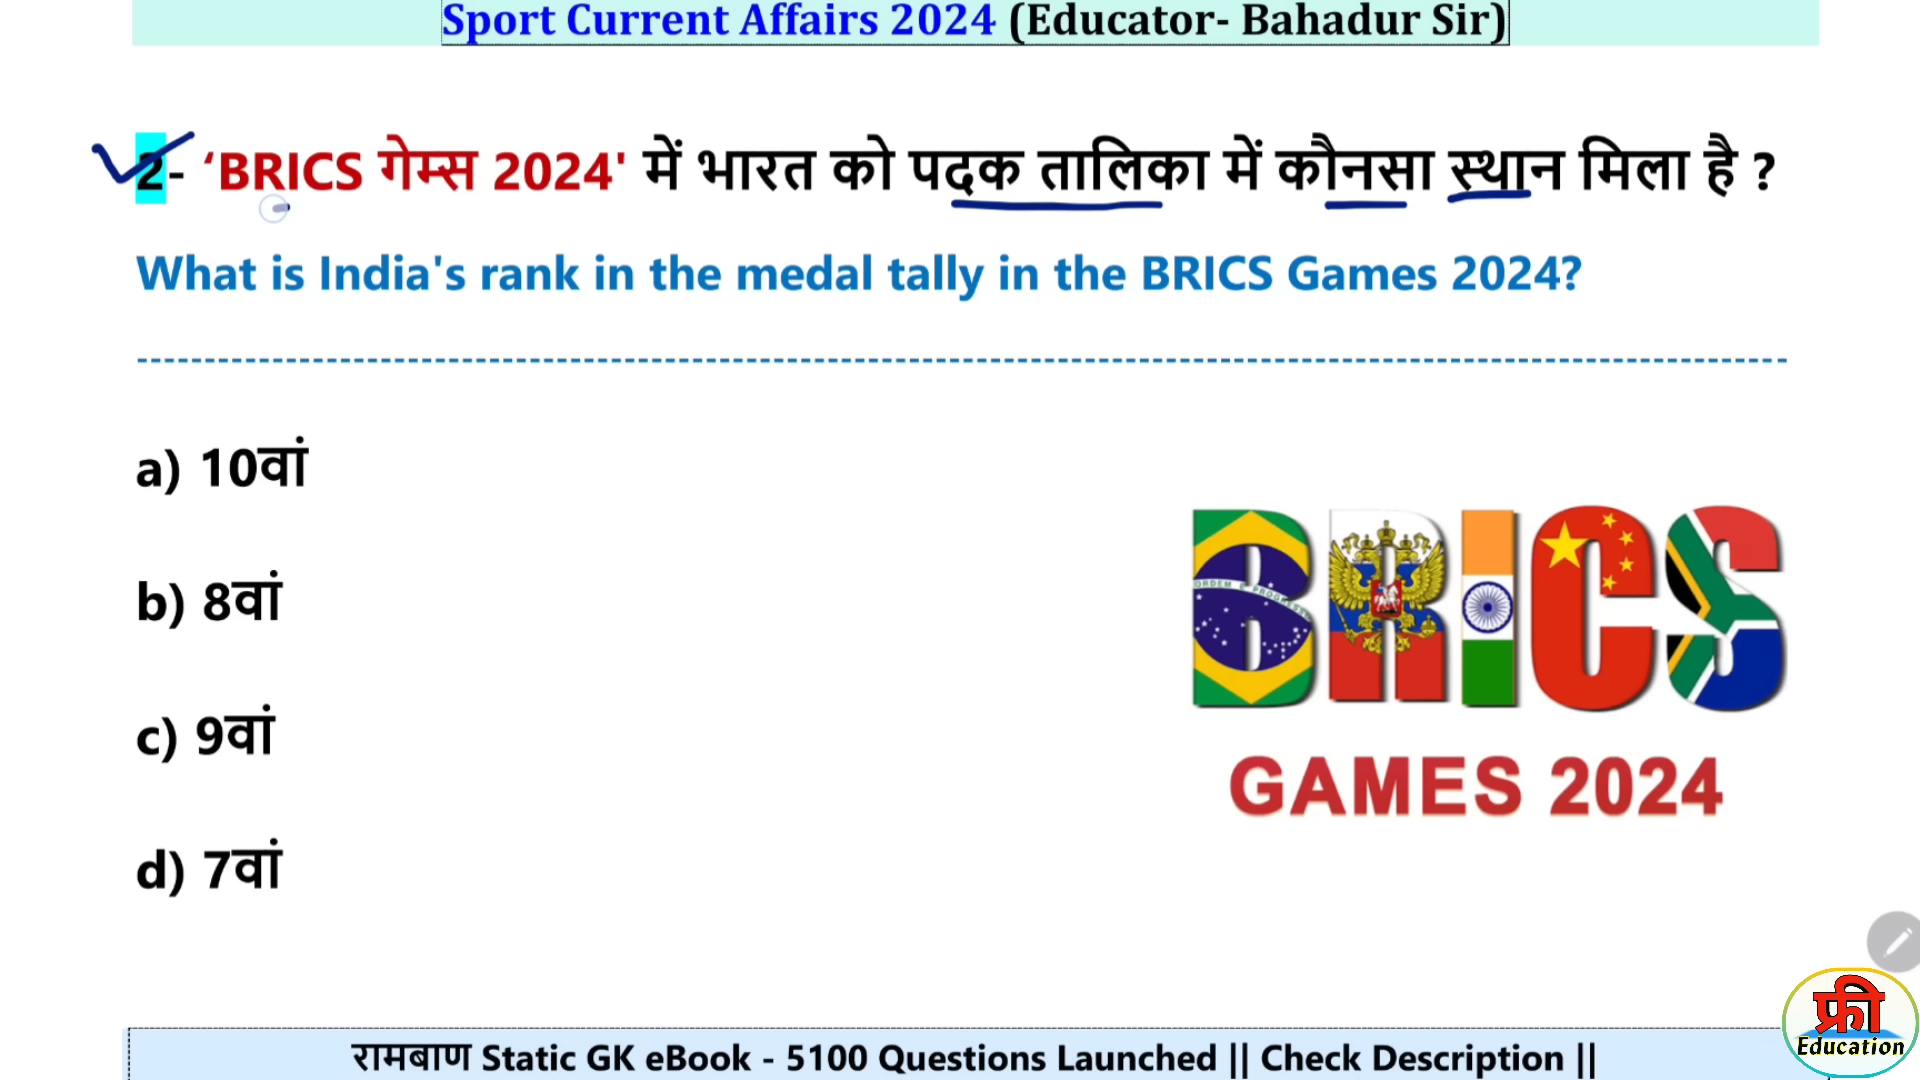 Sport Current Affairs 2024 (Educator- Bahadur Sir)
2- ‘BRICS गेम्स 2024' में भारत को पदक तालिका में कौनसा स्थान मिला है ?
What is India's rank in the medal tally in the BRICS Games 2024?
a) 10वां
b) 8वां
c) 9वां
d) 7वां
BRICS
GAMES 2024
फ्री
Education
रामबाण Static GK eBook - 5100 Questions Launched || Check Description ||